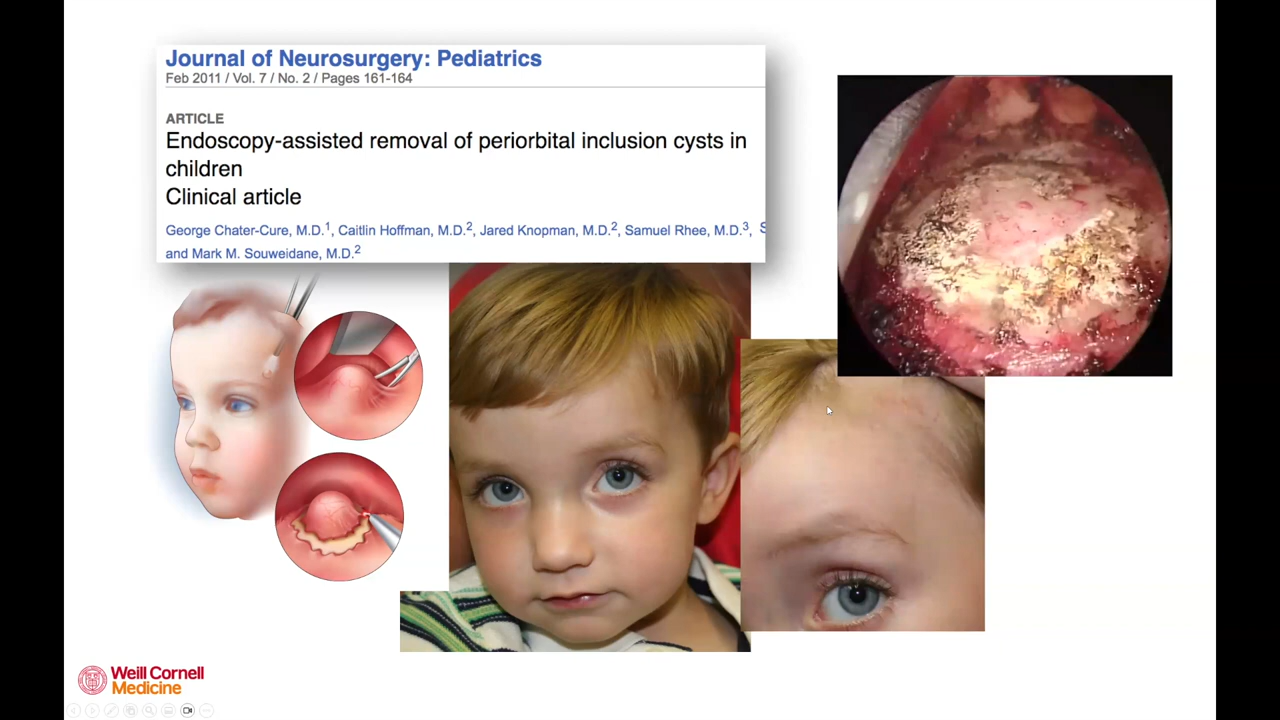 Journal of Neurosurgery: Pediatrics
Feb 2011 / Vol. 7 / No. 2 / Pages 161-164
ARTICLE
Endoscopy-assisted removal of periorbital inclusion cysts in
children
Clinical article
George Chater-Cure, M.D.1, Caitlin Hoffman, M.D.2, Jared Knopman, M.D.2, Samuel Rhee, M.D.3, S
and Mark M. Souweidane, M.D.2
Weill Cornell
Medicine